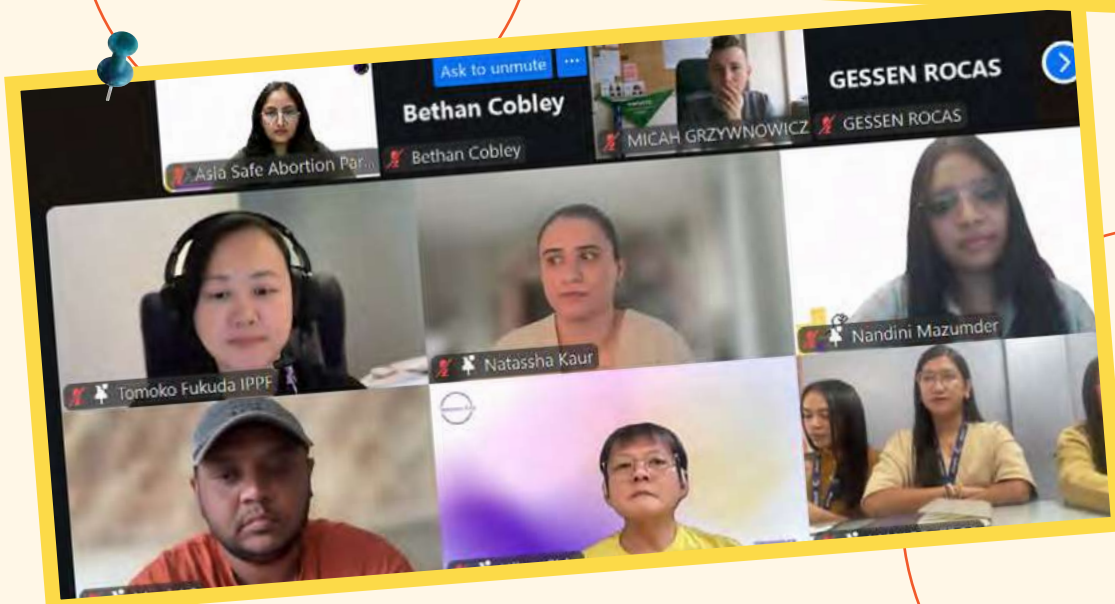 Ask to unmute
Bethan Cobley
GESSEN ROCAS
Asia Safe Abortion Par...
Bethan Cobley
MICAH GRZYWNOWICZ
GESSEN ROCAS
Tomoko Fukuda IPPF
Natassha Kaur
Nandini Mazumder